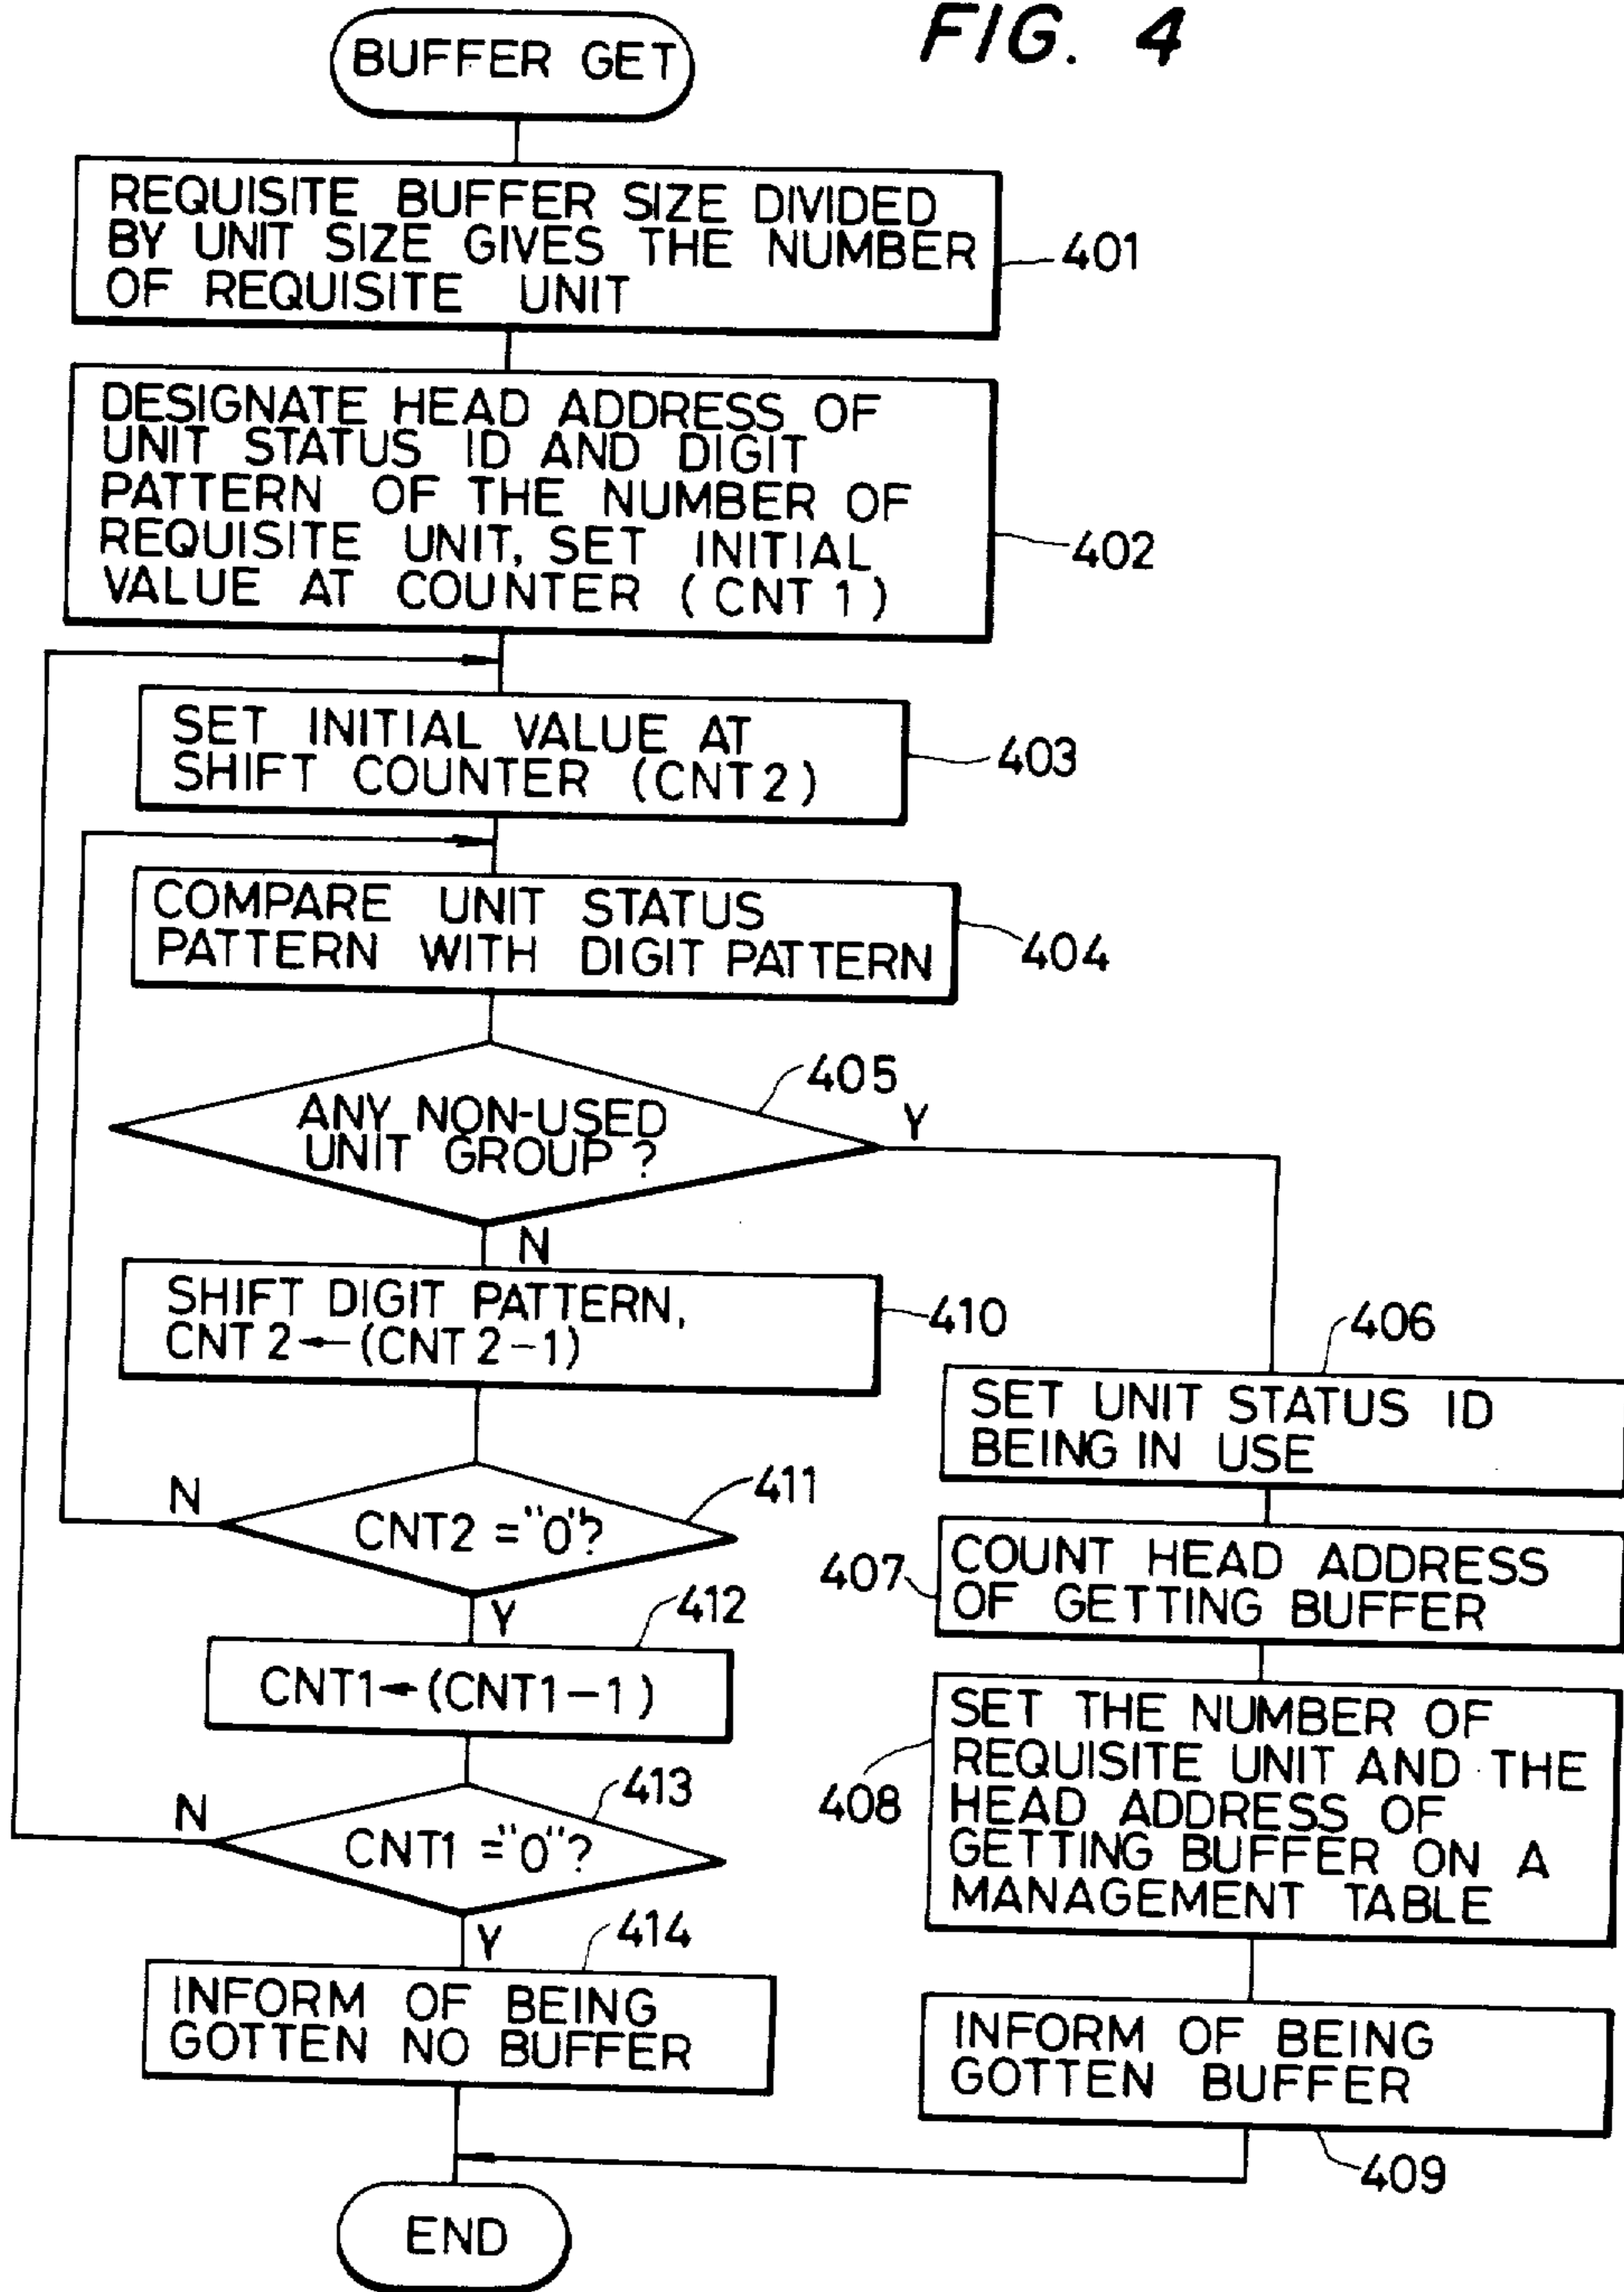 FIG. 4
BUFFER GET
REQUISITE BUFFER SIZE DIVIDED
BY UNIT SIZE GIVES THE NUMBER
OF REQUISITE UNIT
401
DESIGNATE HEAD ADDRESS OF
UNIT STATUS ID AND DIGIT
PATTERN OF THE NUMBER OF
REQUISITE UNIT, SET INITIAL
VALUE AT COUNTER (CNT 1)
402
SET INITIAL VALUE AT
SHIFT COUNTER (CNT 2)
403
COMPARE UNIT STATUS
PATTERN WITH DIGIT PATTERN
404
405
ANY NON-USED
UNIT GROUP ?
Y
N
SHIFT DIGIT PATTERN,
CNT 2←(CNT 2-1)
410
411
CNT2 ="0"?
N
Y
412
CNT1←(CNT1-1)
413
CNT1 ="0"?
N
Y
414
INFORM OF BEING
GOTTEN NO BUFFER
406
SET UNIT STATUS ID
BEING IN USE
407
COUNT HEAD ADDRESS
OF GETTING BUFFER
408
SET THE NUMBER OF
REQUISITE UNIT AND THE
HEAD ADDRESS OF
GETTING BUFFER ON A
MANAGEMENT TABLE
INFORM OF BEING
GOTTEN BUFFER
409
END